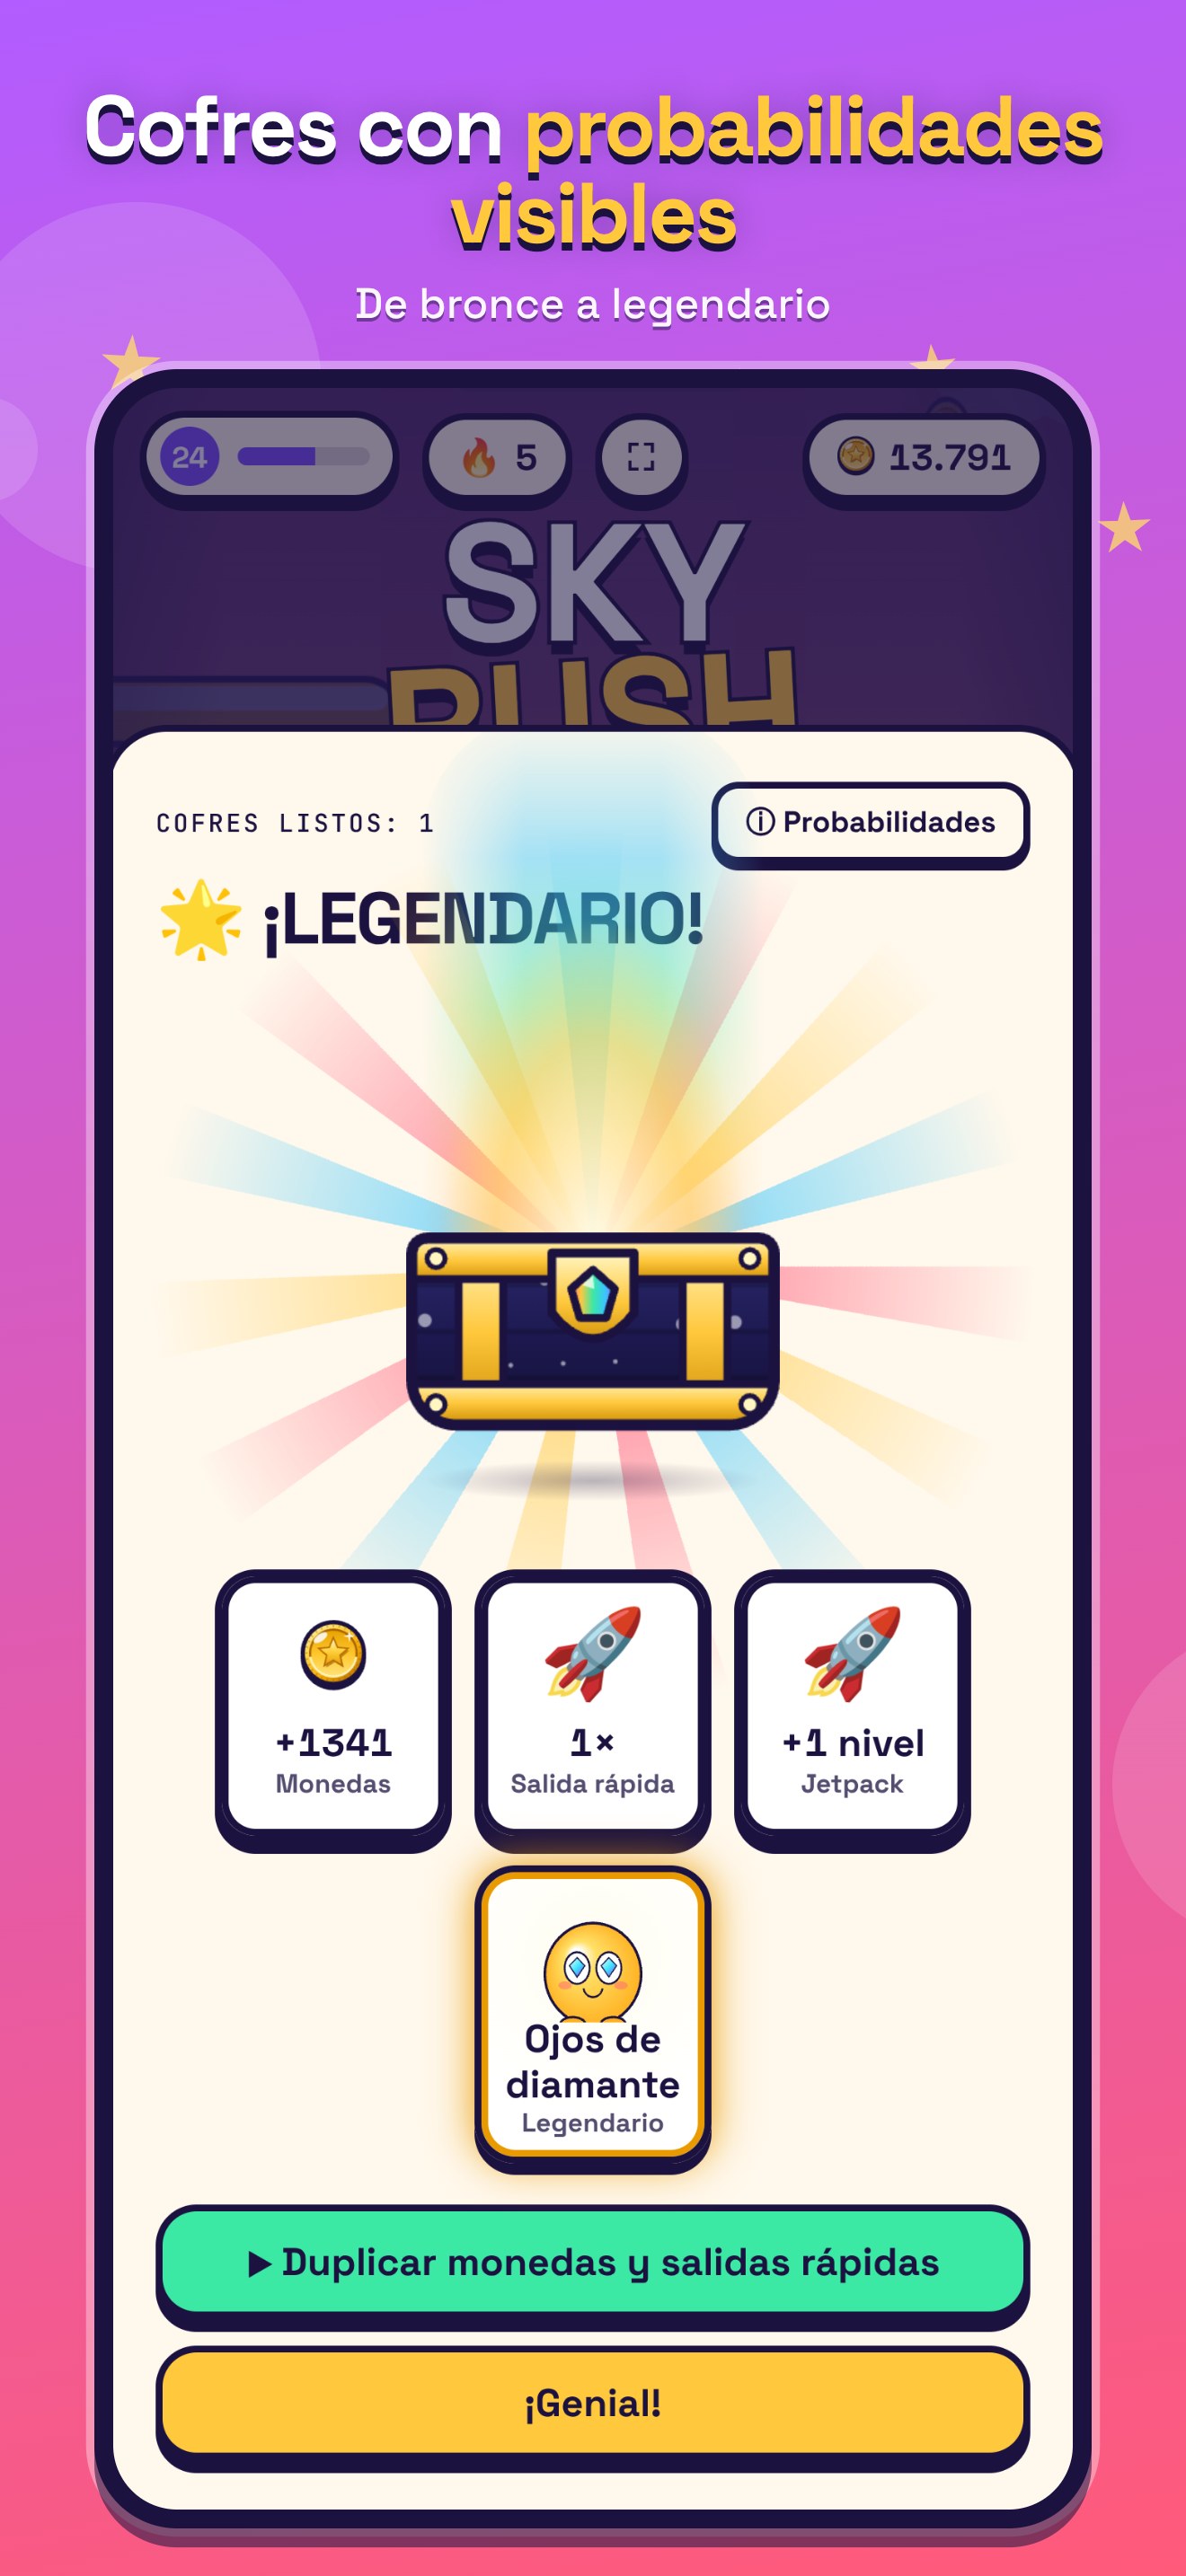 Cofres con probabilidades
visibles
De bronce a legendario
24
🔥 5
13.791
SKY
RUSH
COFRES LISTOS: 1
ⓘ Probabilidades
🌟 ¡LEGENDARIO!
+1341
Monedas
1×
Salida rápida
+1 nivel
Jetpack
Ojos de
diamante
Legendario
▶ Duplicar monedas y salidas rápidas
¡Genial!